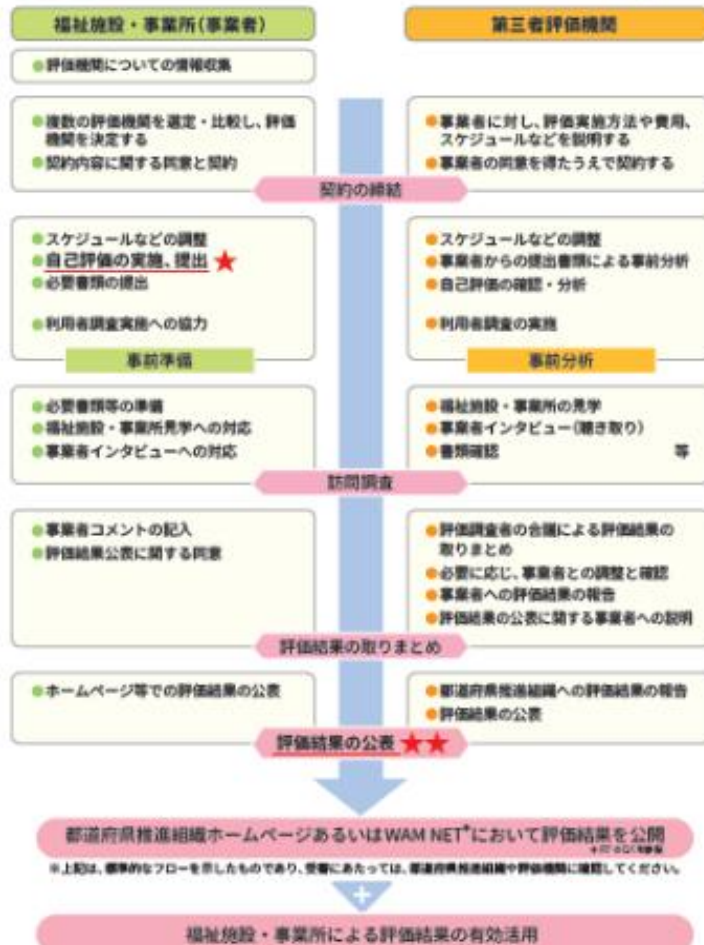 福祉施設・事業所(事業者)
第三者評価機関
●評価機関についての情報収集
●複数の評価機関を選定・比較し、評価
機関を決定する
●契約内容に関する同意と契約
●事業者に対し、評価実施方法や費用、
スケジュールなどを説明する
●事業者の同意を得たうえで契約する
契約の締結
●スケジュールなどの調整
●自己評価の実施、提出 ★
●必要書類の提出
●利用者調査実施への協力
事前準備
●スケジュールなどの調整
●事業者からの提出書類による事前分析
●自己評価の確認・分析
●利用者調査の実施
事前分析
●必要書類等の準備
●福祉施設・事業所見学への対応
●事業者インタビューへの対応
●福祉施設・事業所の見学
●事業者インタビュー(聴き取り)
●書類確認 等
訪問調査
●事業者コメントの記入
●評価結果公表に関する同意
●評価調査者の合議による評価結果の
取りまとめ
●必要に応じ、事業者との調整と確認
●事業者への評価結果の報告
●評価結果の公表に関する事業者への説明
評価結果の取りまとめ
●ホームページ等での評価結果の公表
●都道府県推進組織への評価結果の報告
●評価結果の公表
評価結果の公表 ★★
都道府県推進組織ホームページあるいはWAM NET*において評価結果を公開
※上記は、標準的なフローを示したものであり、受審にあたっては、都道府県推進組織や評価機関に確認してください。
+
福祉施設・事業所による評価結果の有効活用